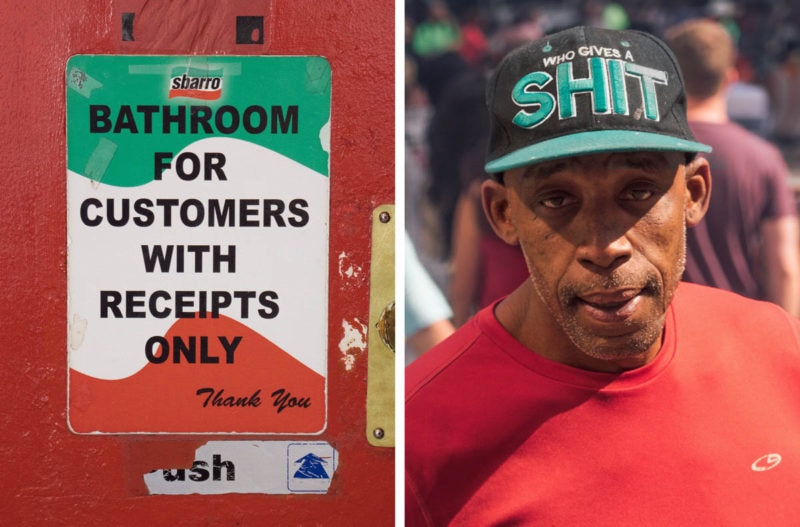 sbarro
BATHROOM
FOR
CUSTOMERS
WITH
RECEIPTS
ONLY
Thank You
ush
WHO GIVES A
SHIT